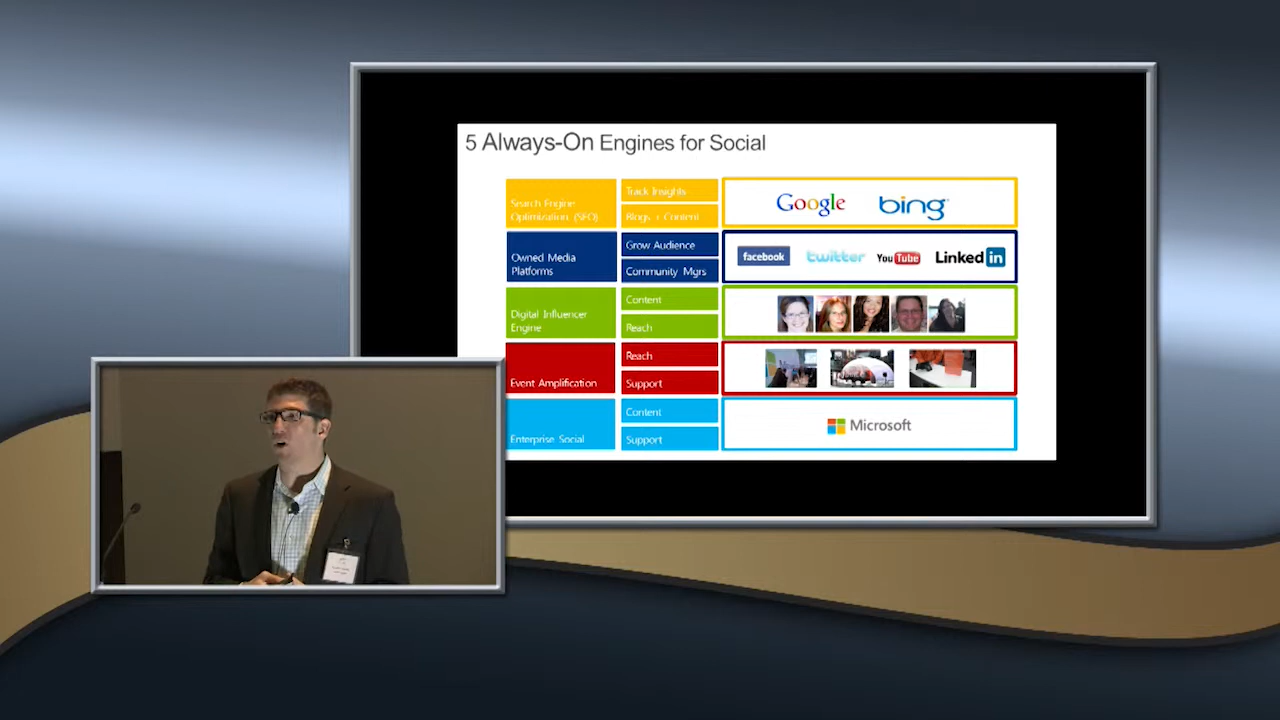 5 Always-On Engines for Social
Search Engine
Optimization (SEO)
Track Insights
Blogs + Content
Google
bing
Owned Media
Platforms
Grow Audience
Community Mgrs
facebook
twitter
YouTube
Linked in
Digital Influencer
Engine
Content
Reach
Event Amplification
Reach
Support
Enterprise Social
Content
Support
Microsoft